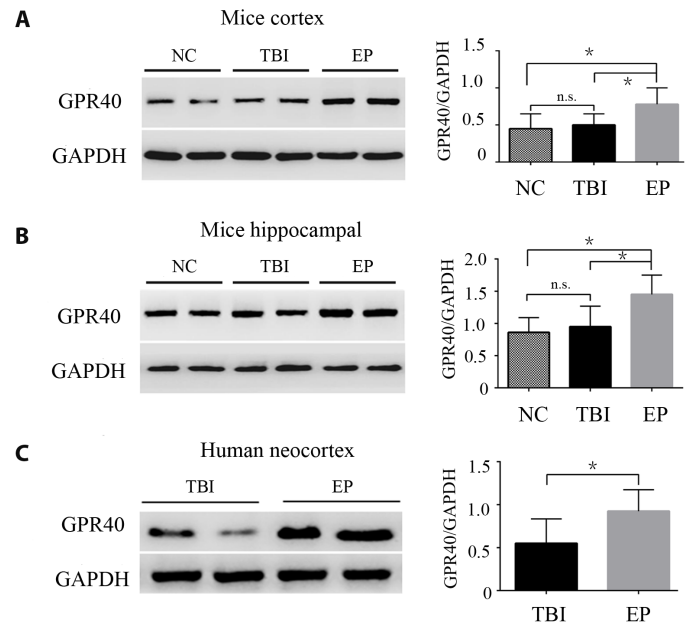 A
Mice cortex
NC TBI EP
GPR40
GAPDH
GPR40/GAPDH
1.5
1.0
0.5
0
*
*
n.s.
NC TBI EP
B
Mice hippocampal
NC TBI EP
GPR40
GAPDH
GPR40/GAPDH
2.0
1.5
1.0
0.5
0
*
*
n.s.
NC TBI EP
C
Human neocortex
TBI EP
GPR40
GAPDH
GPR40/GAPDH
1.5
1.0
0.5
0
*
TBI EP